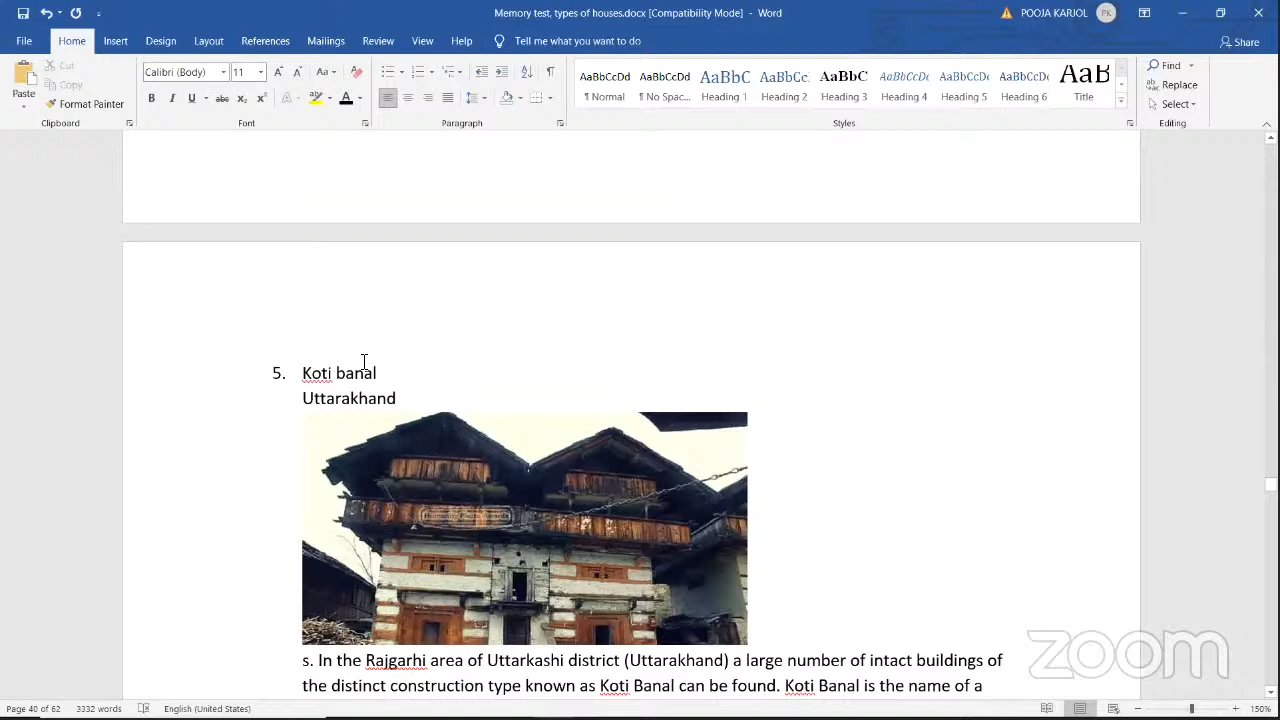 Memory test, types of houses.docx [Compatibility Mode] - Word
POOJA KARJOL
PK
File Home Insert Design Layout References Mailings Review View Help Tell me what you want to do
Share
Paste
Cut
Copy
Format Painter
Clipboard
Calibri (Body) 11
Font
Paragraph
AaBbCcDd AaBbCcDd AaBbC AaBbCc. AaBbC AaBbCcDc AaBbCcDc AaBbCcDc AaB
¶ Normal ¶ No Spac... Heading 1 Heading 2 Heading 3 Heading 4 Heading 5 Heading 6 Title
Styles
Find
Replace
Select
Editing
5. Koti banal
Uttarakhand
s. In the Rajgarhi area of Uttarkashi district (Uttarakhand) a large number of intact buildings of
the distinct construction type known as Koti Banal can be found. Koti Banal is the name of a
zoom
Page 40 of 62 3332 words English (United States) 150%